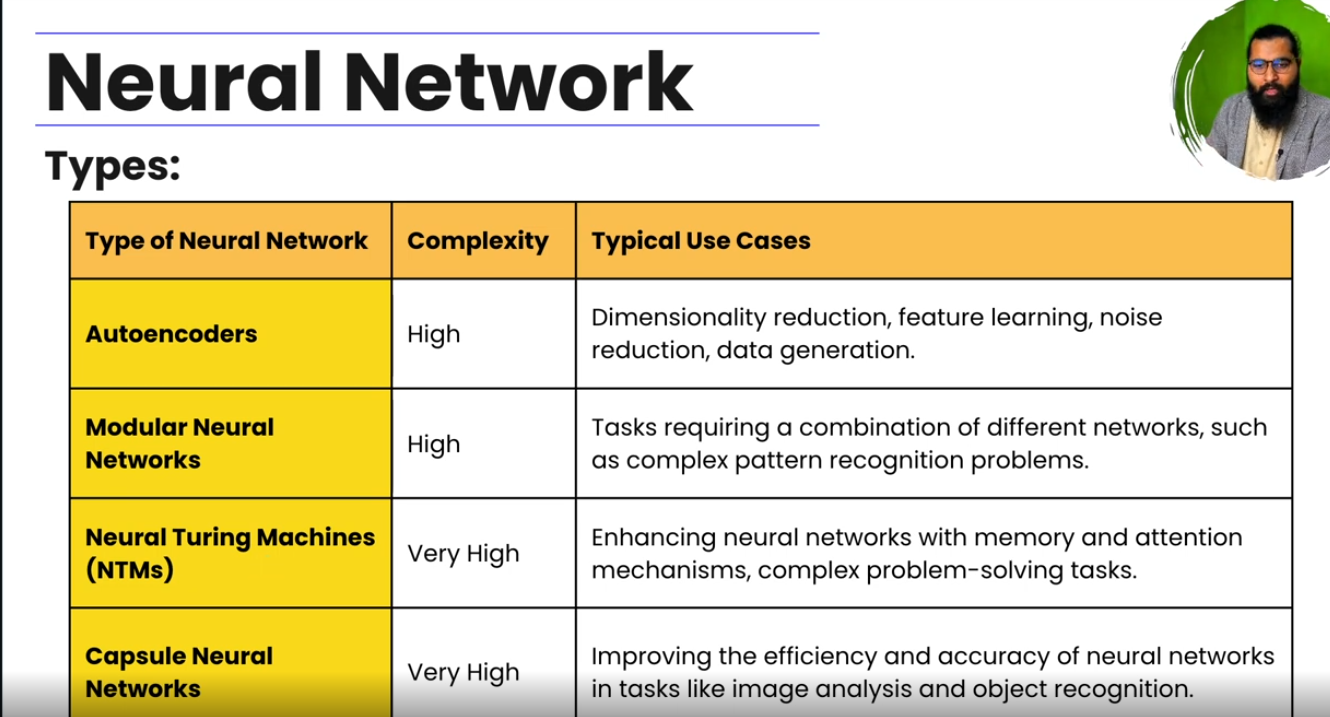 Neural Network
Types:
Type of Neural Network
Complexity
Typical Use Cases
Autoencoders
High
Dimensionality reduction, feature learning, noise
reduction, data generation.
Modular Neural
Networks
High
Tasks requiring a combination of different networks, such
as complex pattern recognition problems.
Neural Turing Machines
(NTMs)
Very High
Enhancing neural networks with memory and attention
mechanisms, complex problem-solving tasks.
Capsule Neural
Networks
Very High
Improving the efficiency and accuracy of neural networks
in tasks like image analysis and object recognition.